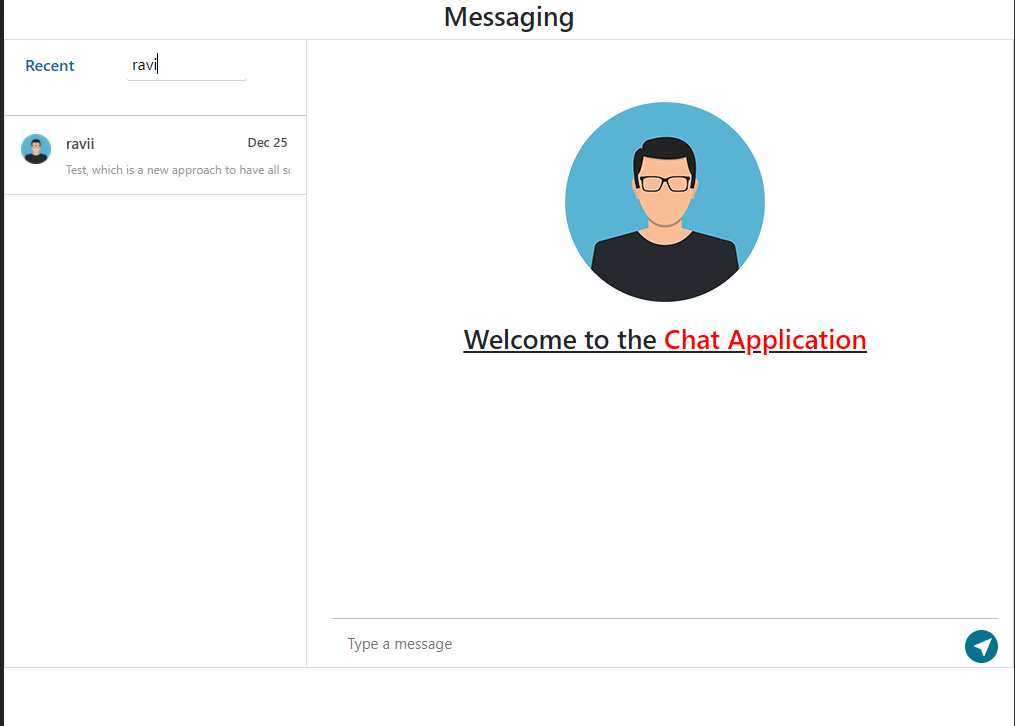 Messaging
Recent
ravi
ravii
Dec 25
Test, which is a new approach to have all
Welcome to the Chat Application
Type a message